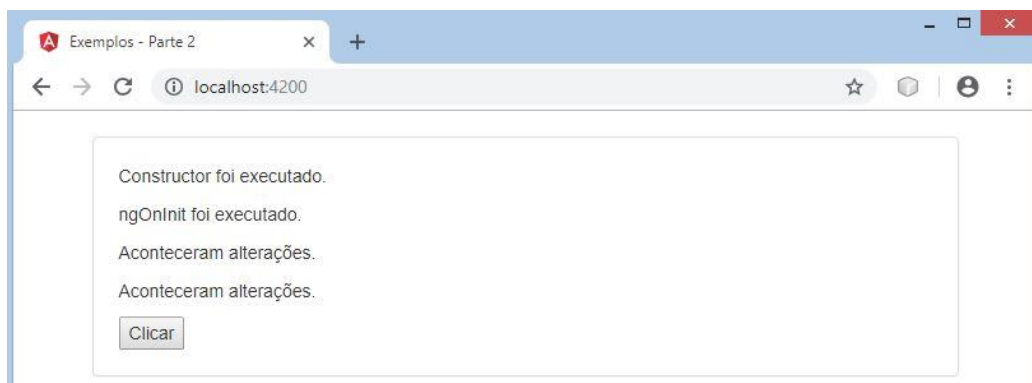 Exemplos - Parte 2
localhost:4200
Constructor foi executado.
ngOnInit foi executado.
Aconteceram alterações.
Aconteceram alterações.
Clicar